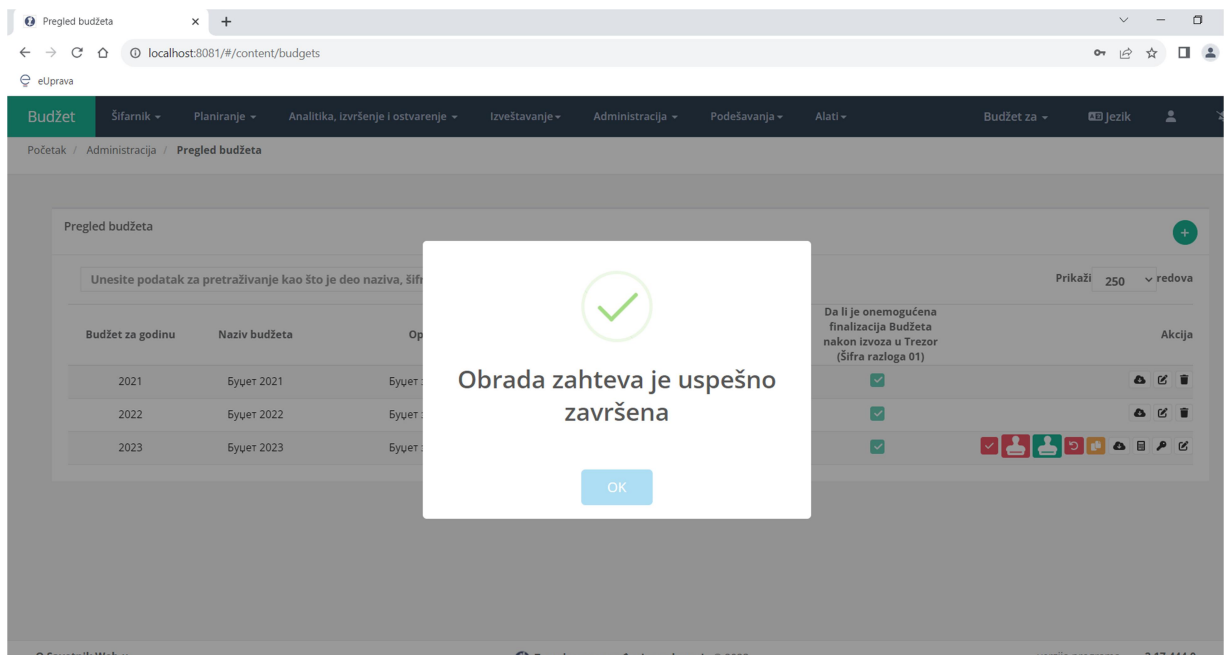 Pregled budžeta
localhost:8081/#/content/budgets
eUprava
Budžet Šifarnik Planiranje Analitika, izvršenje i ostvarenje Izveštavanje Administracija Podešavanja Alati Budžet za Jezik
Početak / Administracija / Pregled budžeta
Pregled budžeta
Unesite podatak za pretraživanje kao što je deo naziva, Prikaži 250 redova
Budžet za godinu Naziv budžeta Da li je onemogućena finalizacija Budžeta nakon izvoza u Trezor (Šifra razloga 01) Akcija
2021 Буџет 2021 Буџет
2022 Буџет 2022 Буџет
2023 Буџет 2023 Буџет
Obrada zahteva je uspešno
završena
OK